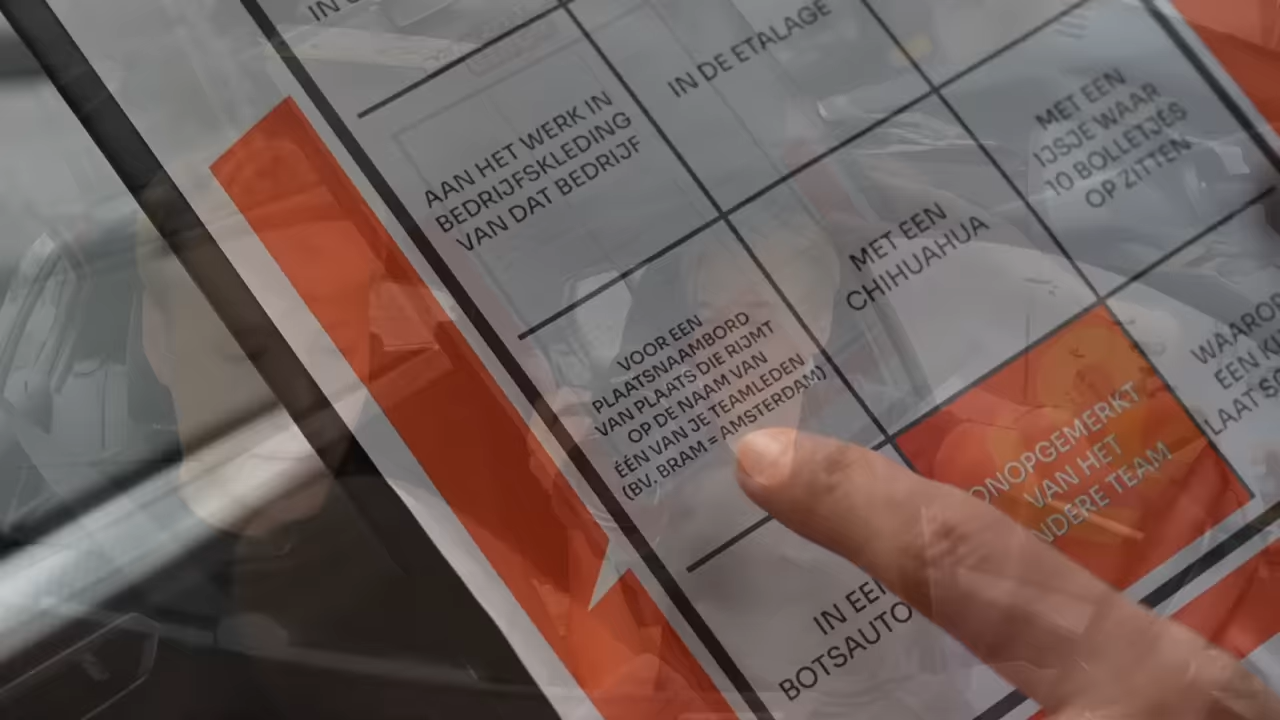 AAN HET WERK IN
BEDRIJFSKLEDING
VAN DAT BEDRIJF
IN DE ETALAGE
MET EEN
IJSJE WAAR
10 BOLLETJES
OP ZITTEN
VOOR EEN
PLAATSNAAMBORD
VAN PLAATS DIE RIJMT
OP DE NAAM VAN
ÉÉN VAN JE TEAMLEDEN
(BV. BRAM = AMSTERDAM)
MET EEN
CHIHUAHUA
ONOPGEMERKT
VAN HET
NDERE TEAM
EEN
LAAT
IN
BOTSAUTO